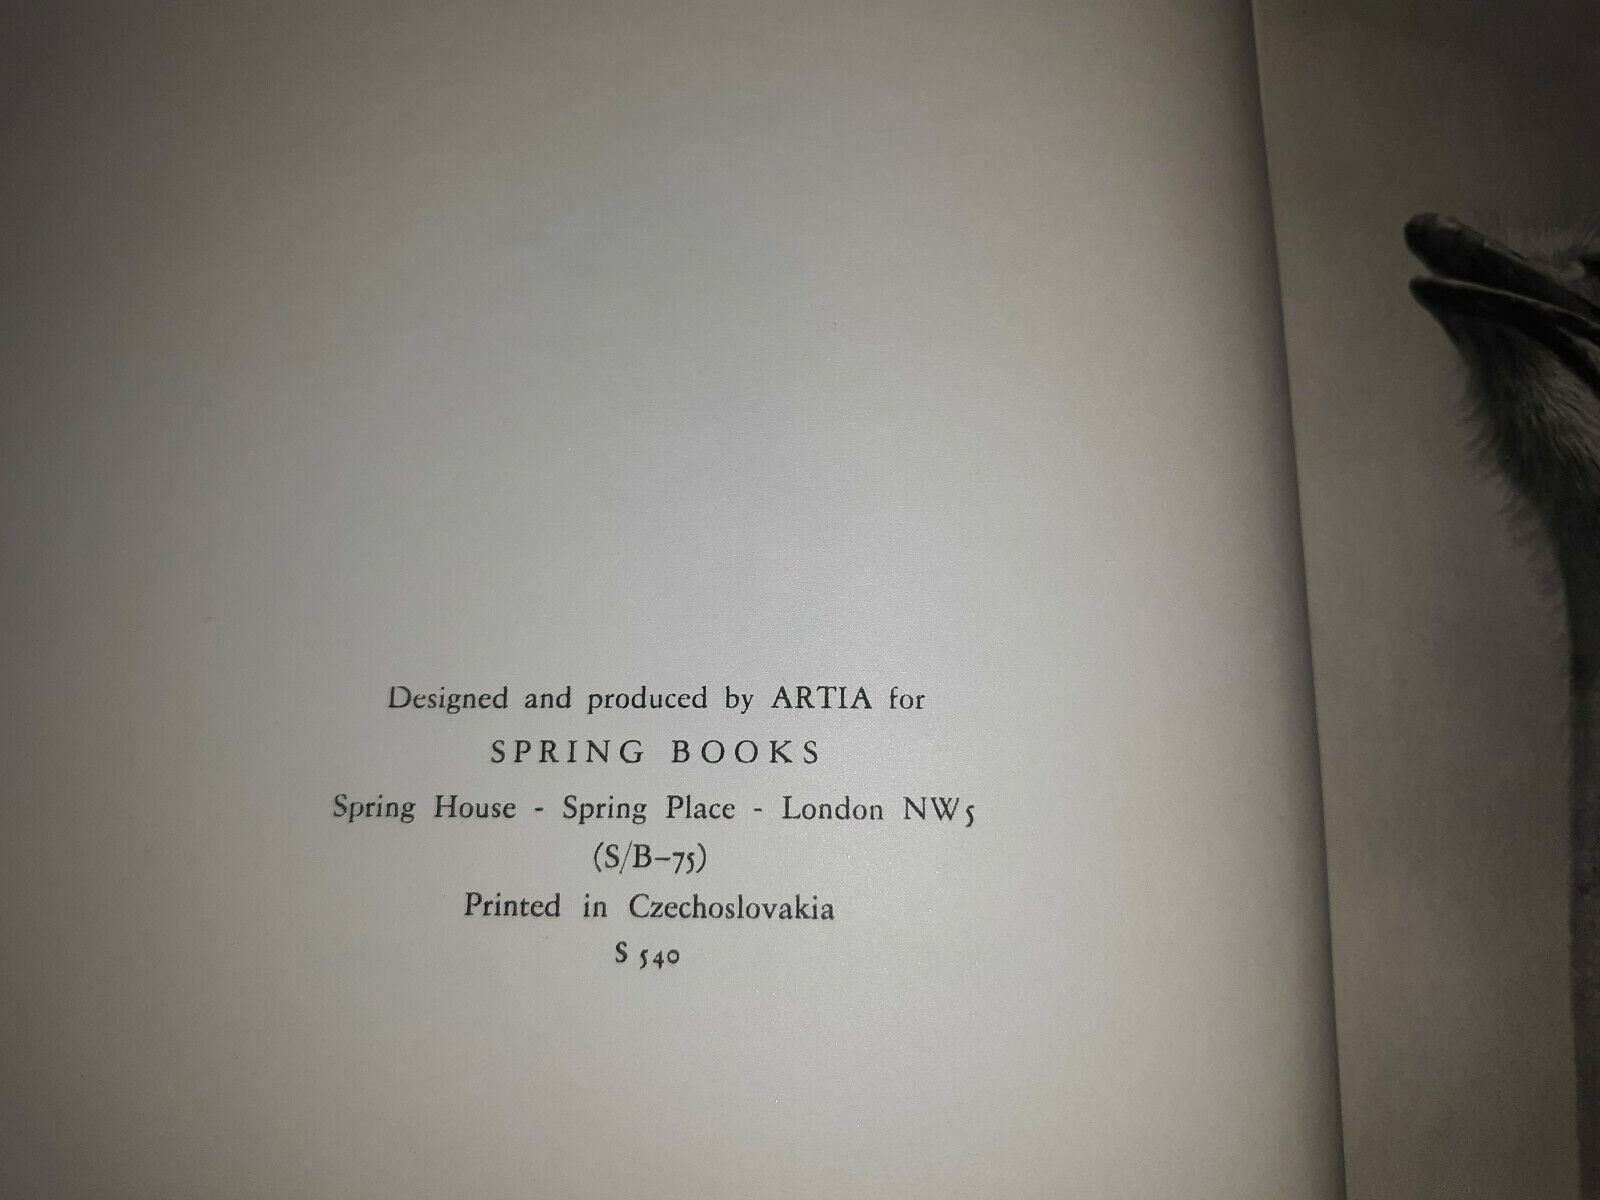 Designed and produced by ARTIA for
SPRING BOOKS
Spring House - Spring Place - London NW5
(S/B–75)
Printed in Czechoslovakia
S 540